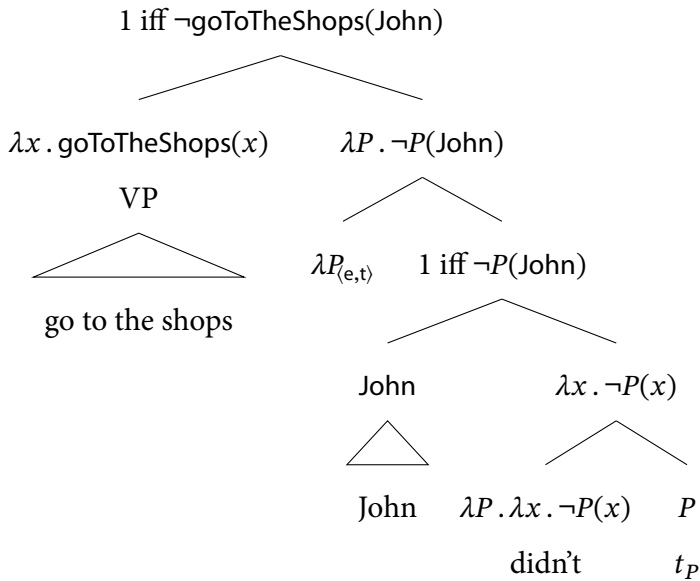 1 iff ¬goToTheShops(John)
λx . goToTheShops(x) λP . ¬P(John)
VP
λP⟨e,t⟩ 1 iff ¬P(John)
go to the shops
John λx . ¬P(x)
John λP . λx . ¬P(x) P
didn't tP